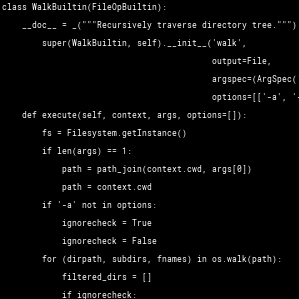 class WalkBuiltin(FileOpBuiltin):
__doc__ = _("""Recursively traverse directory tree.""")
super(WalkBuiltin, self).__init__('walk',
output=File,
argspec=(ArgSpec(
options=[['-a', '-
def execute(self, context, args, options=[]):
fs = Filesystem.getInstance()
if len(args) == 1:
path = path_join(context.cwd, args[0])
path = context.cwd
if '-a' not in options:
ignorecheck = True
ignorecheck = False
for (dirpath, subdirs, fnames) in os.walk(path):
filtered_dirs = []
if ignorecheck: